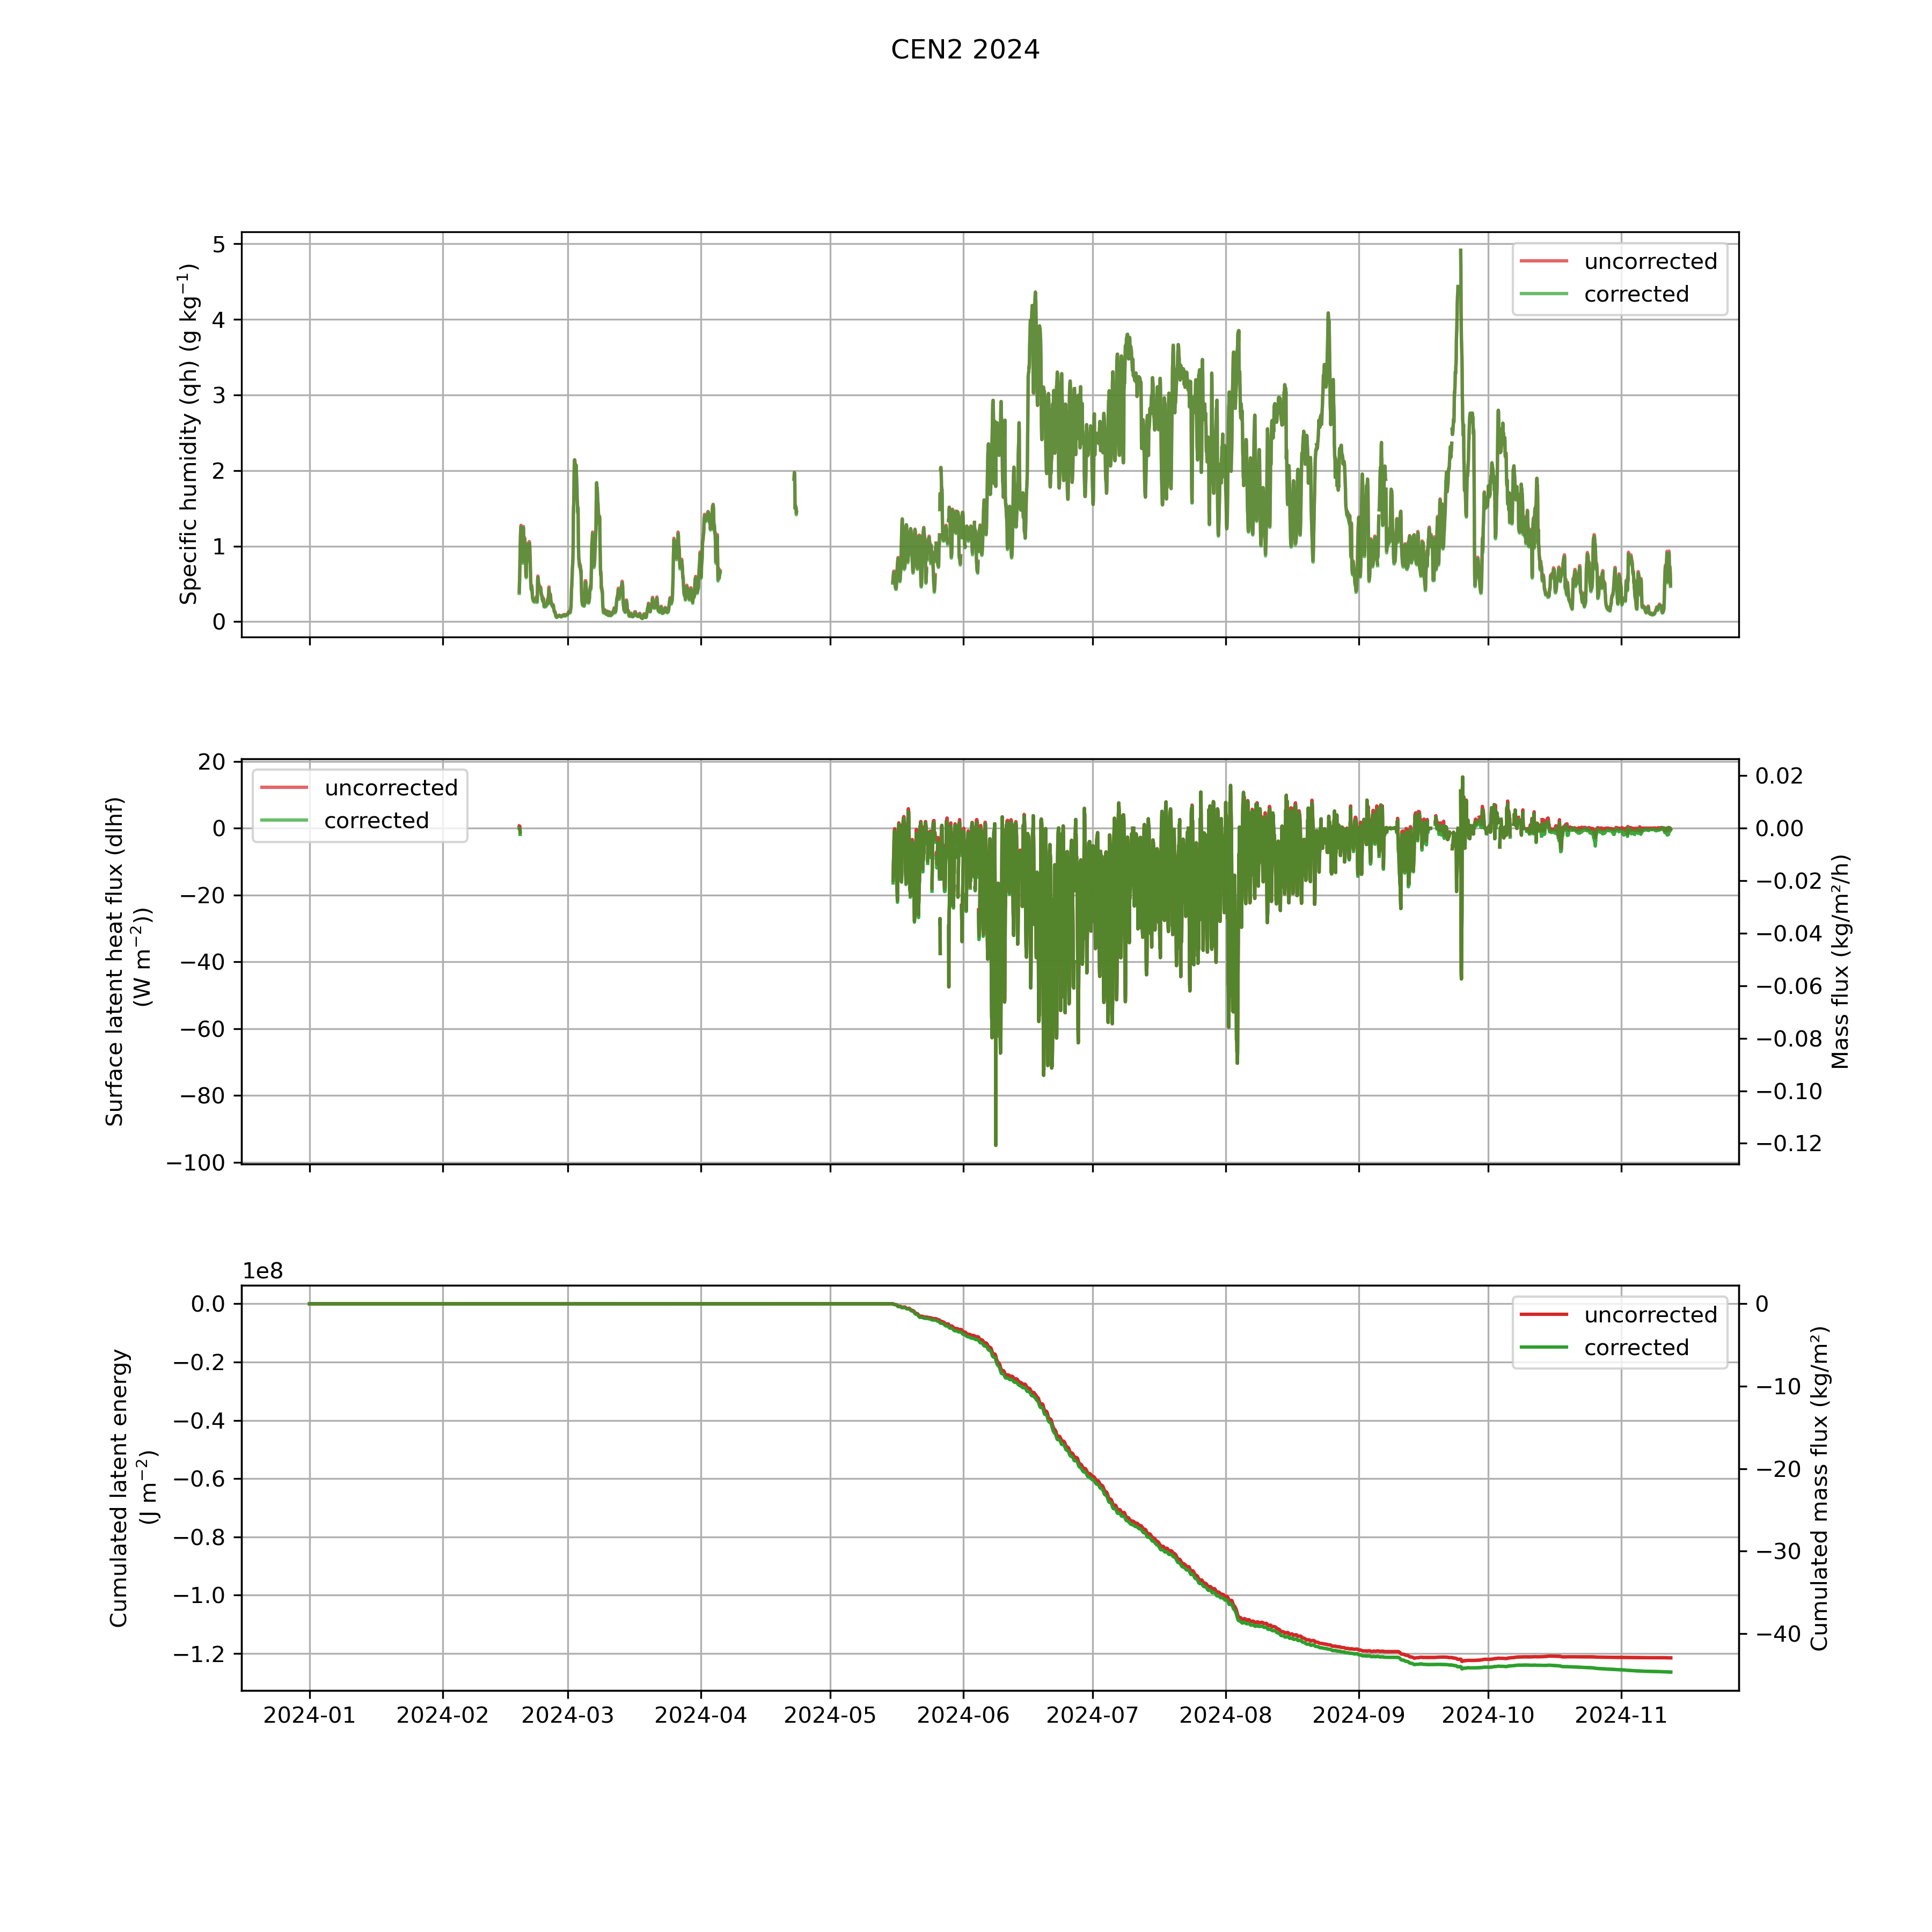 CEN2 2024
Specific humidity (qh) (g kg⁻¹)
5
4
3
2
1
0
uncorrected
corrected
Surface latent heat flux (dlhf)
(W m⁻²))
20
0
−20
−40
−60
−80
−100
uncorrected
corrected
0.02
0.00
−0.02
−0.04
−0.06
−0.08
−0.10
−0.12
Mass flux (kg/m²/h)
1e8
Cumulated latent energy
(J m⁻²)
0.0
−0.2
−0.4
−0.6
−0.8
−1.0
−1.2
uncorrected
corrected
0
−10
−20
−30
−40
Cumulated mass flux (kg/m²)
2024-01 2024-02 2024-03 2024-04 2024-05 2024-06 2024-07 2024-08 2024-09 2024-10 2024-11